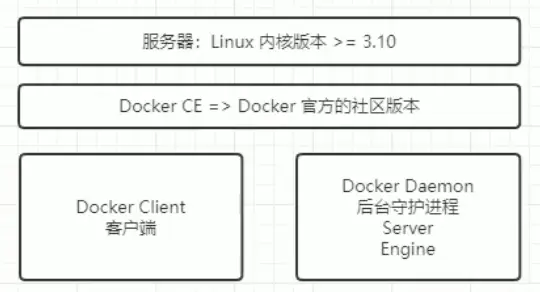 服务器：Linux 内核版本 >= 3.10
Docker CE => Docker 官方的社区版本
Docker Client
客户端
Docker Daemon
后台守护进程
Server
Engine